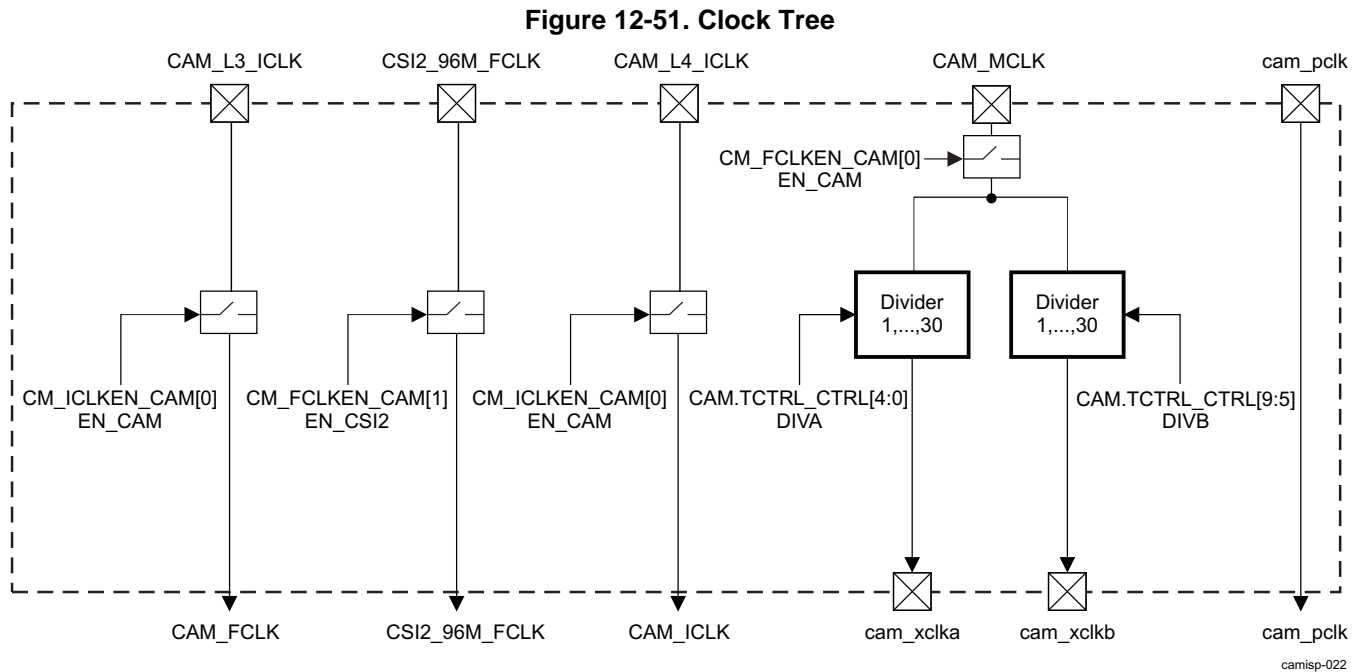 Figure 12-51. Clock Tree
CAM_L3_ICLK
CSI2_96M_FCLK
CAM_L4_ICLK
CAM_MCLK
cam_pclk
CM_FCLKEN_CAM[0]
EN_CAM
Divider
1,...,30
Divider
1,...,30
CM_ICLKEN_CAM[0]
EN_CAM
CM_FCLKEN_CAM[1]
EN_CSI2
CM_ICLKEN_CAM[0]
EN_CAM
CAM.TCTRL_CTRL[4:0]
DIVA
CAM.TCTRL_CTRL[9:5]
DIVB
CAM_FCLK
CSI2_96M_FCLK
CAM_ICLK
cam_xclka
cam_xclkb
cam_pclk
camisp-022